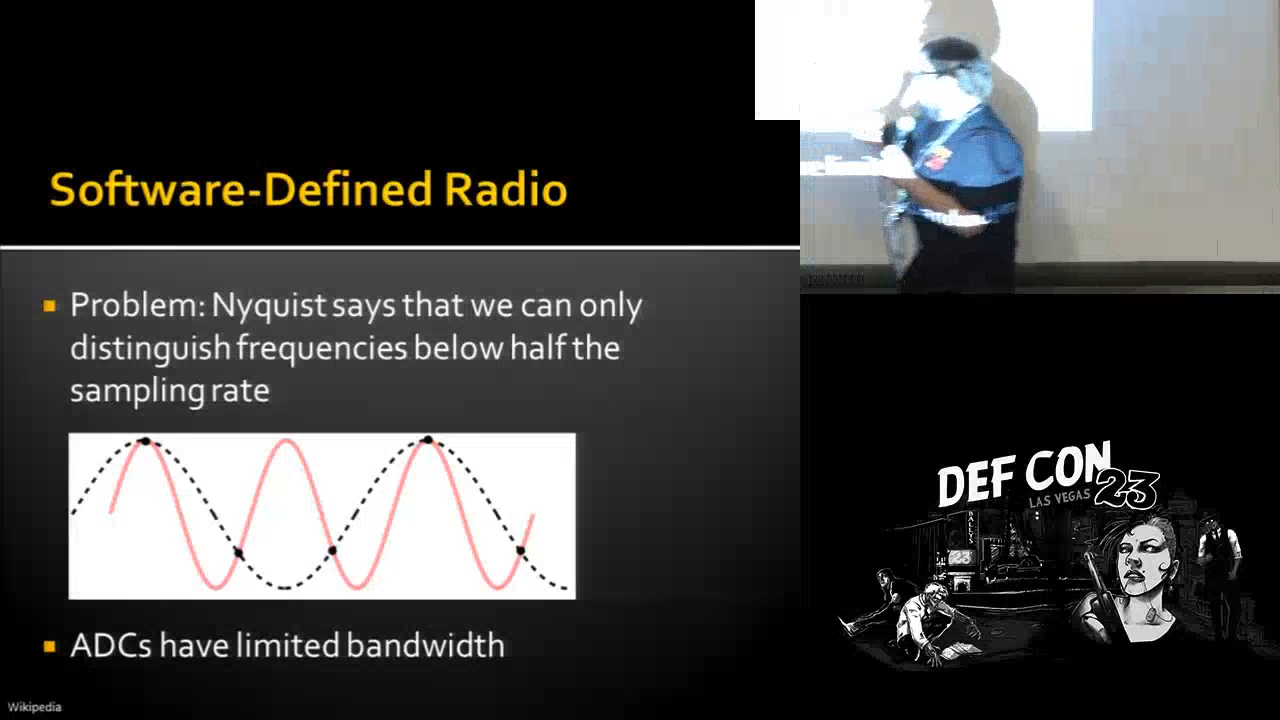 Software-Defined Radio
Problem: Nyquist says that we can only
distinguish frequencies below half the
sampling rate
ADCs have limited bandwidth
Wikipedia
DEF CON 23
LAS VEGAS
BALLYS